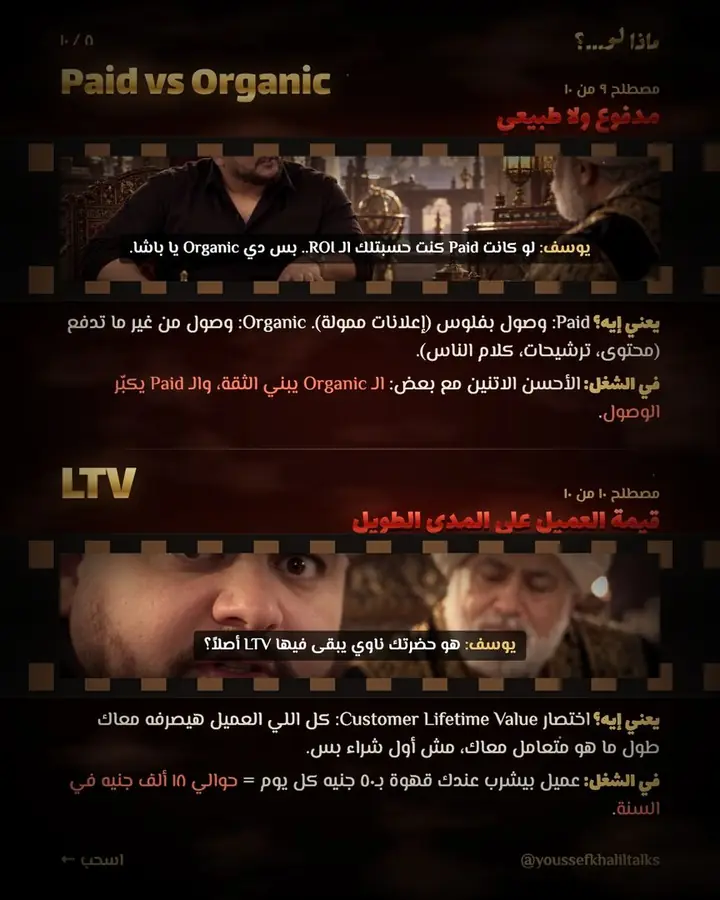 ماذا لو...؟
٨ / ١٠
Paid vs Organic
مصطلح ٩ من ١٠
مدفوع ولا طبيعي
يوسف: لو كانت Paid كنت حسبتلك الـ ROI.. بس دي Organic يا باشا.
يعني إيه؟ Paid: وصول بفلوس (إعلانات ممولة). Organic: وصول من غير ما تدفع
(محتوى، ترشيحات، كلام الناس).
في الشغل: الأحسن الاتنين مع بعض: الـ Organic يبني الثقة، والـ Paid يكبّر
الوصول.
LTV
مصطلح ١٠ من ١٠
قيمة العميل على المدى الطويل
يوسف: هو حضرتك ناوي يبقى فيها LTV أصلاً؟
يعني إيه؟ اختصار Customer Lifetime Value: كل اللي العميل هيصرفه معاك
طول ما هو متعامل معاك، مش أول شراء بس.
في الشغل: عميل بيشرب عندك قهوة بـ٥٠ جنيه كل يوم = حوالي ١٨ ألف جنيه في
السنة.
@youssefkhaliltalks
اسحب ←